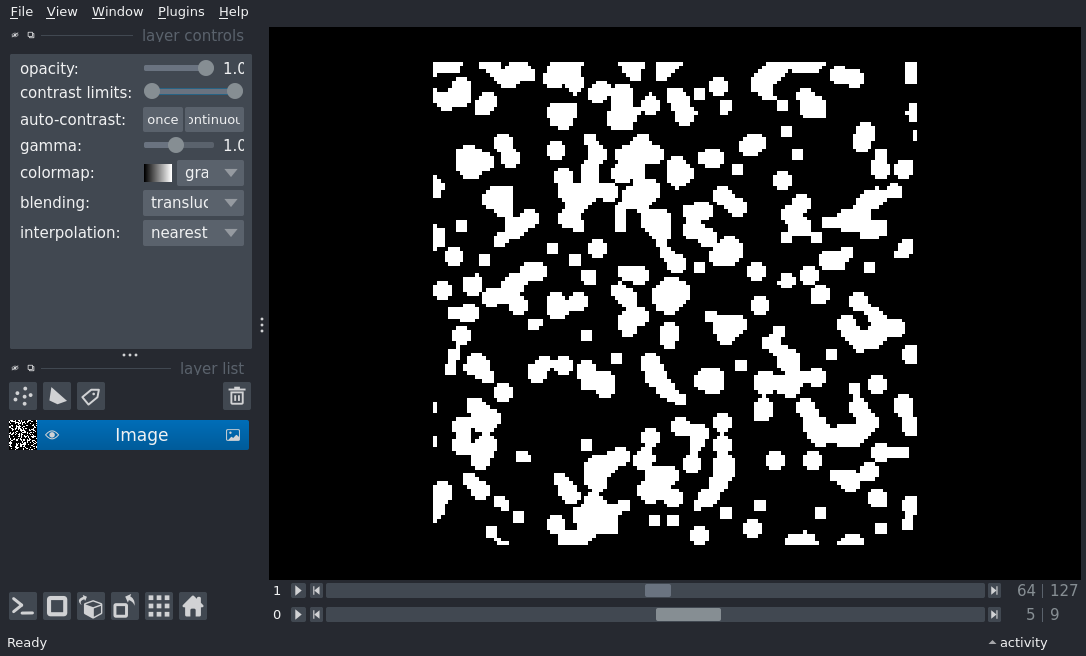 File View Window Plugins Help
layer controls
opacity: 1.0
contrast limits:
auto-contrast: once ontinuou
gamma: 1.0
colormap: gra
blending: transluc
interpolation: nearest
layer list
Image
1 64 | 127
0 5 | 9
Ready activity